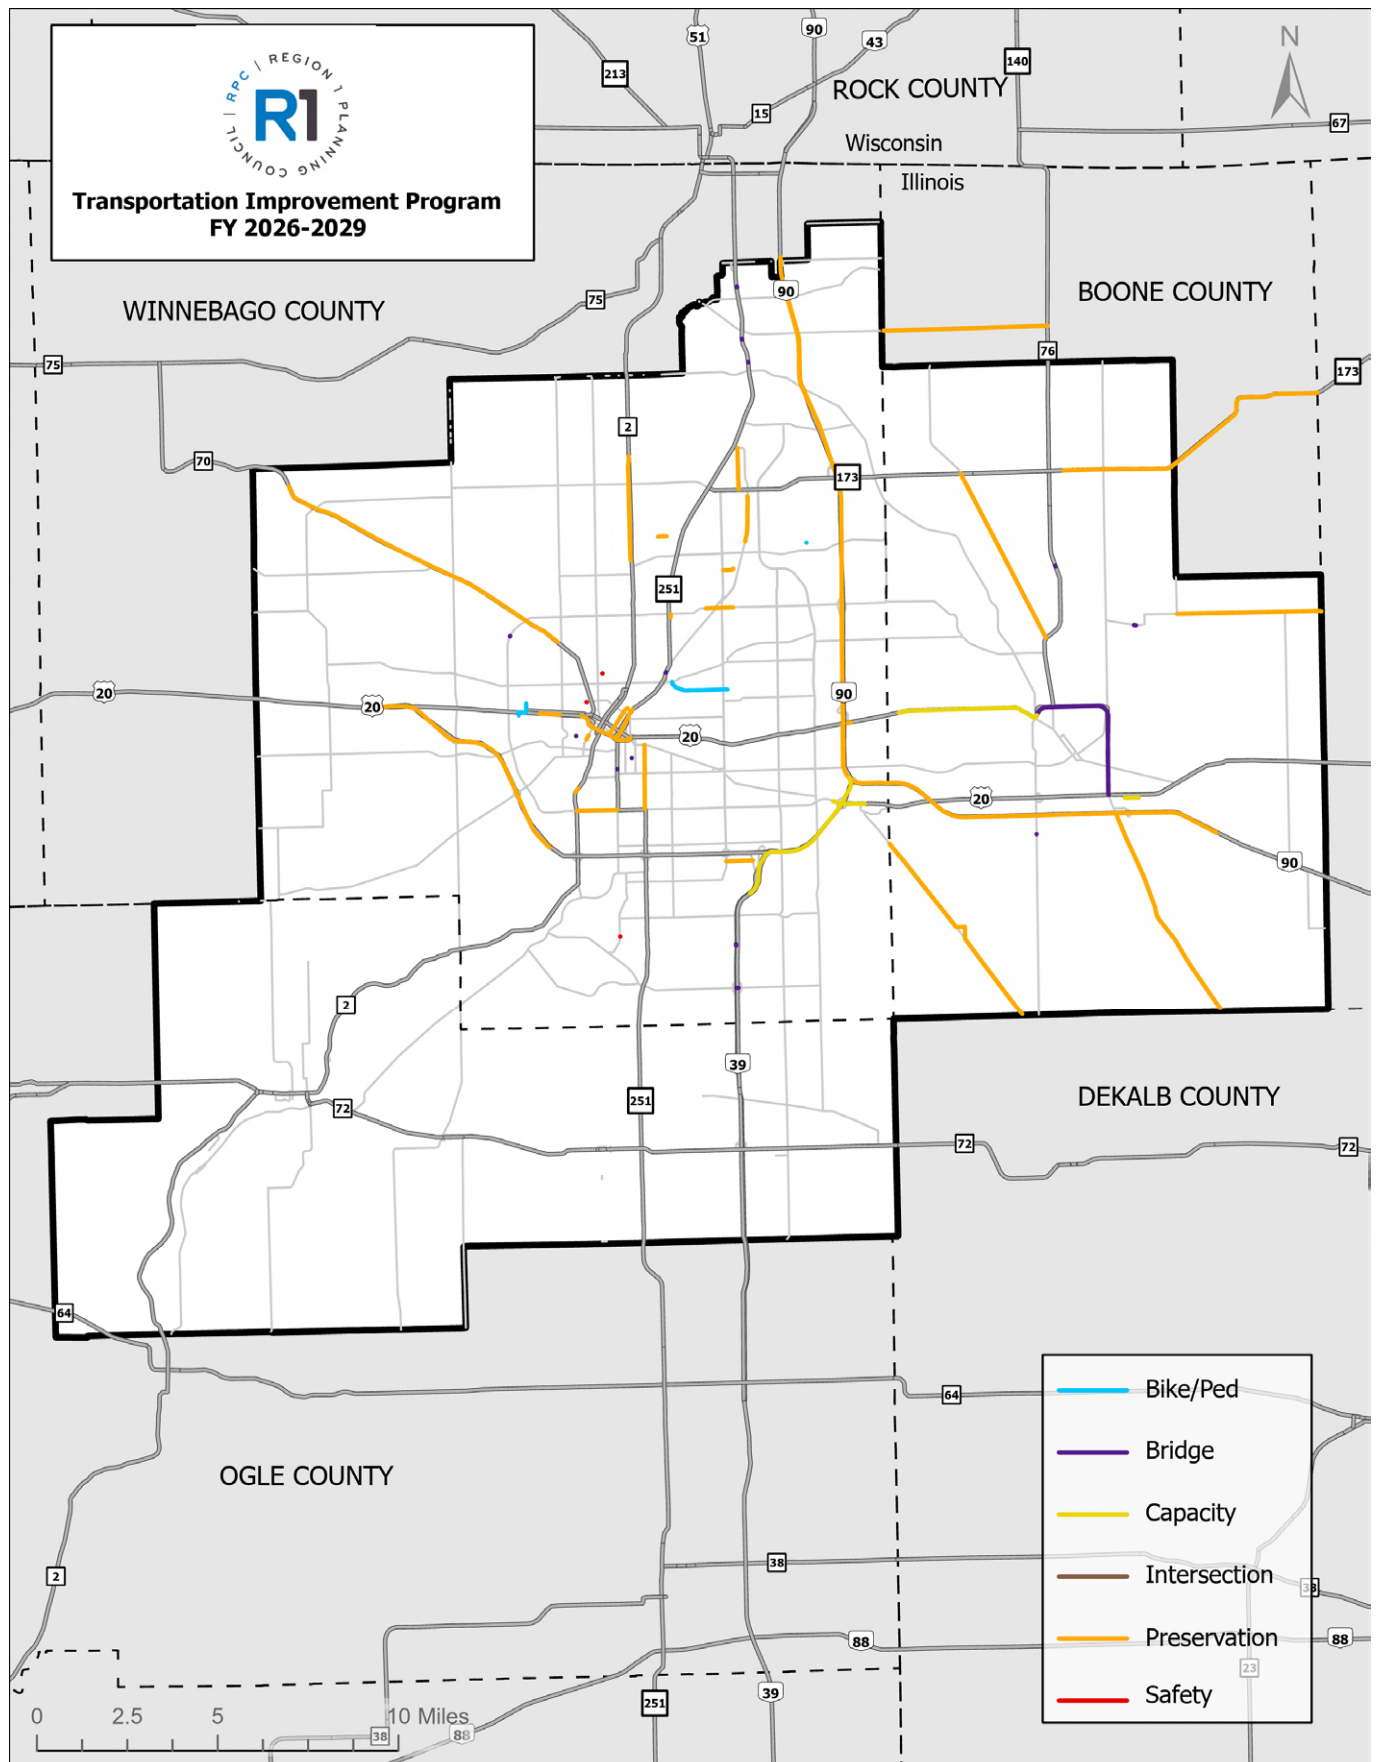 51
90
43
213
140
ROCK COUNTY
15
67
RPC | REGION 1 PLANNING COUNCIL |
R1
Wisconsin
Illinois
Transportation Improvement Program
FY 2026-2029
N
90
BOONE COUNTY
75
WINNEBAGO COUNTY
76
75
173
2
70
173
251
20
20
90
20
20
90
2
39
DEKALB COUNTY
251
72
72
72
64
64
Bike/Ped
Bridge
OGLE COUNTY
Capacity
38
2
Intersection
38
88
Preservation
88
23
39
251
Safety
0 2.5 5 10 Miles
38
88